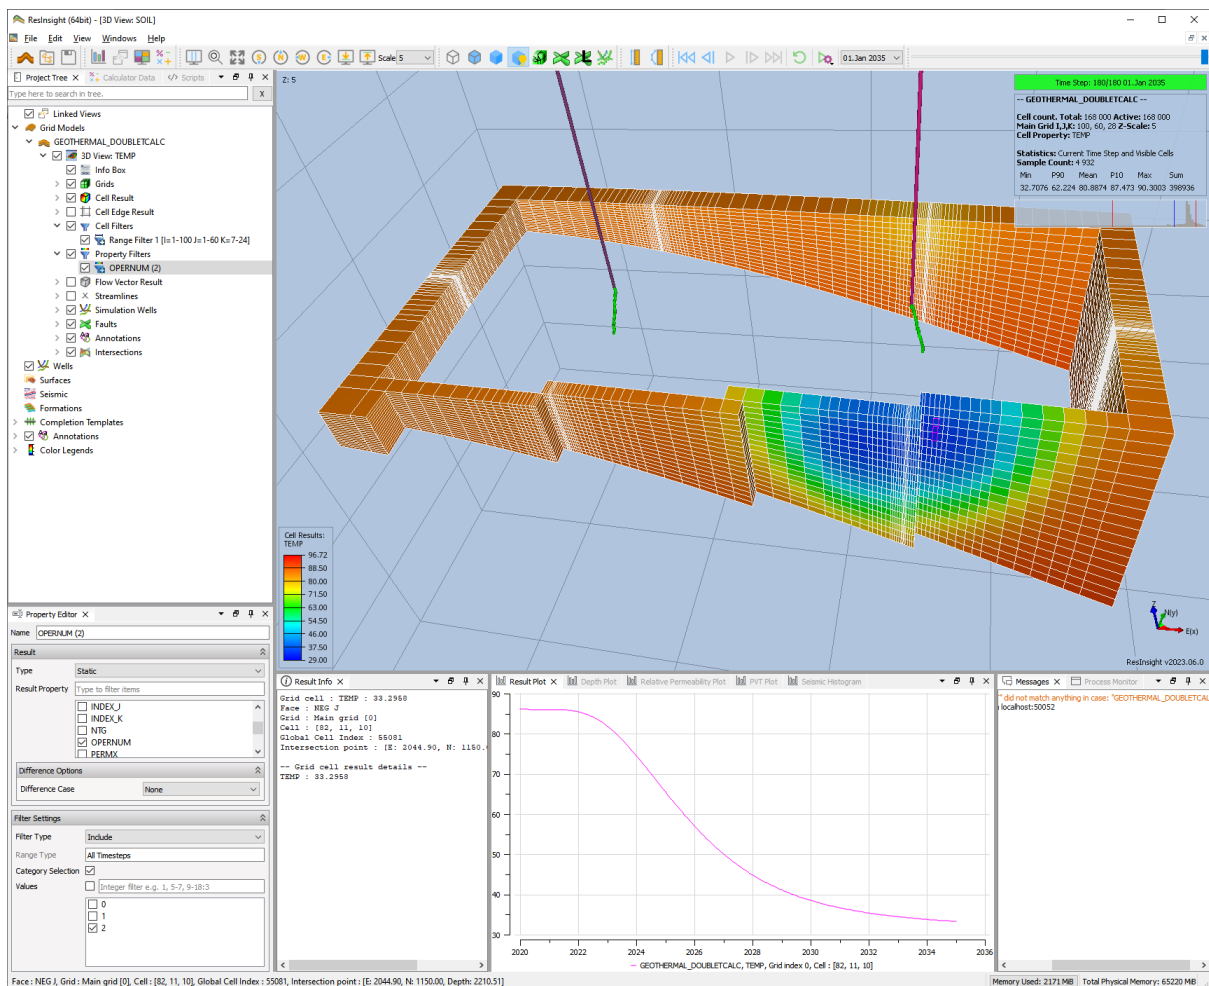 ResInsight (64bit) - [3D View: SOIL]
File Edit View Windows Help
Scale 5
01.Jan 2035
Project Tree
Calculator Data
Scripts
Type here to search in tree.
X
Linked Views
Grid Models
GEOTHERMAL_DOUBLETCALC
3D View: TEMP
Info Box
Grids
Cell Result
Cell Edge Result
Cell Filters
Range Filter 1 [I=1-100 J=1-60 K=7-24]
Property Filters
OPERNUM (2)
Flow Vector Result
Streamlines
Simulation Wells
Faults
Annotations
Intersections
Wells
Surfaces
Seismic
Formations
Completion Templates
Annotations
Color Legends
Z: 5
Time Step: 180/180 01.Jan 2035
-- GEOTHERMAL_DOUBLETCALC --
Cell count. Total: 168 000 Active: 168 000
Main Grid I,J,K: 100, 60, 28 Z-Scale: 5
Cell Property: TEMP
Statistics: Current Time Step and Visible Cells
Sample Count: 4 932
Min P90 Mean P10 Max Sum
32.7076 62.224 80.8874 87.473 90.3003 398936
Cell Results:
TEMP
96.72
88.50
80.00
71.50
63.00
54.50
46.00
37.50
29.00
Z
N(y)
E(x)
ResInsight v2023.06.0
Property Editor
Name OPERNUM (2)
Result
Type Static
Result Property Type to filter items
INDEX_J
INDEX_K
NTG
OPERNUM
PERMX
Difference Options
Difference Case None
Filter Settings
Filter Type Include
Range Type All Timesteps
Category Selection
Values Integer filter e.g. 1, 5-7, 9-18:3
0
1
2
Result Info
Grid cell : TEMP : 33.2958
Face : NEG J
Grid : Main grid [0]
Cell : [82, 11, 10]
Global Cell Index : 55081
Intersection point : [E: 2044.90, N: 1150.
-- Grid cell result details --
TEMP : 33.2958
Result Plot
Depth Plot
Relative Permeability Plot
PVT Plot
Seismic Histogram
90
80
70
60
50
40
30
2020 2022 2024 2026 2028 2030 2032 2034 2036
GEOTHERMAL_DOUBLETCALC, TEMP, Grid index 0, Cell : [82, 11, 10]
Messages
Process Monitor
" did not match anything in case: "GEOTHERMAL_DOUBLETCAL
localhost:50052
Face : NEG J, Grid : Main grid [0], Cell : [82, 11, 10], Global Cell Index : 55081, Intersection point : [E: 2044.90, N: 1150.00, Depth: 2210.51]
Memory Used: 2171 MiB
Total Physical Memory: 65220 MiB